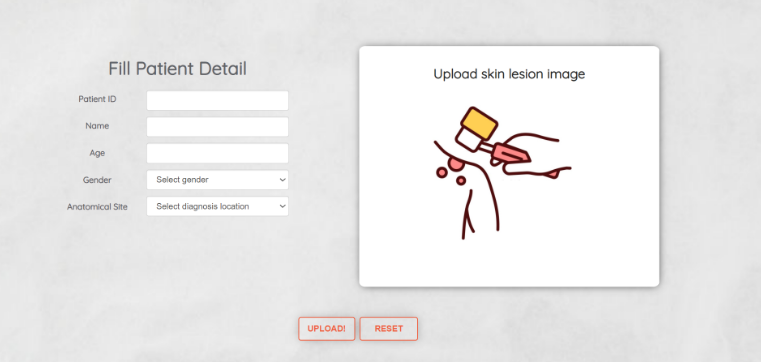 Fill Patient Detail
Patient ID
Name
Age
Gender
Select gender
Anatomical Site
Select diagnosis location
Upload skin lesion image
UPLOAD!
RESET